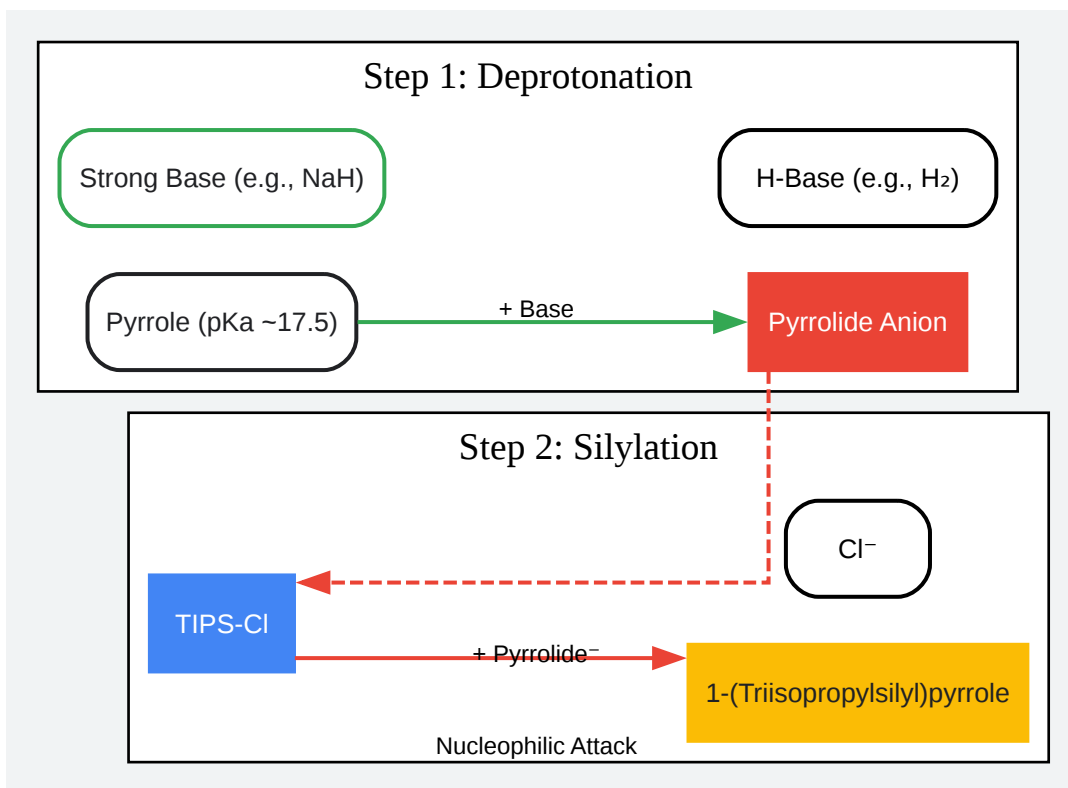 Step 1: Deprotonation
Strong Base (e.g., NaH)
H-Base (e.g., H₂)
Pyrrole (pKa ~17.5)
+ Base
Pyrrolide Anion
Step 2: Silylation
Cl⁻
TIPS-Cl
+ Pyrrolide⁻
1-(Triisopropylsilyl)pyrrole
Nucleophilic Attack